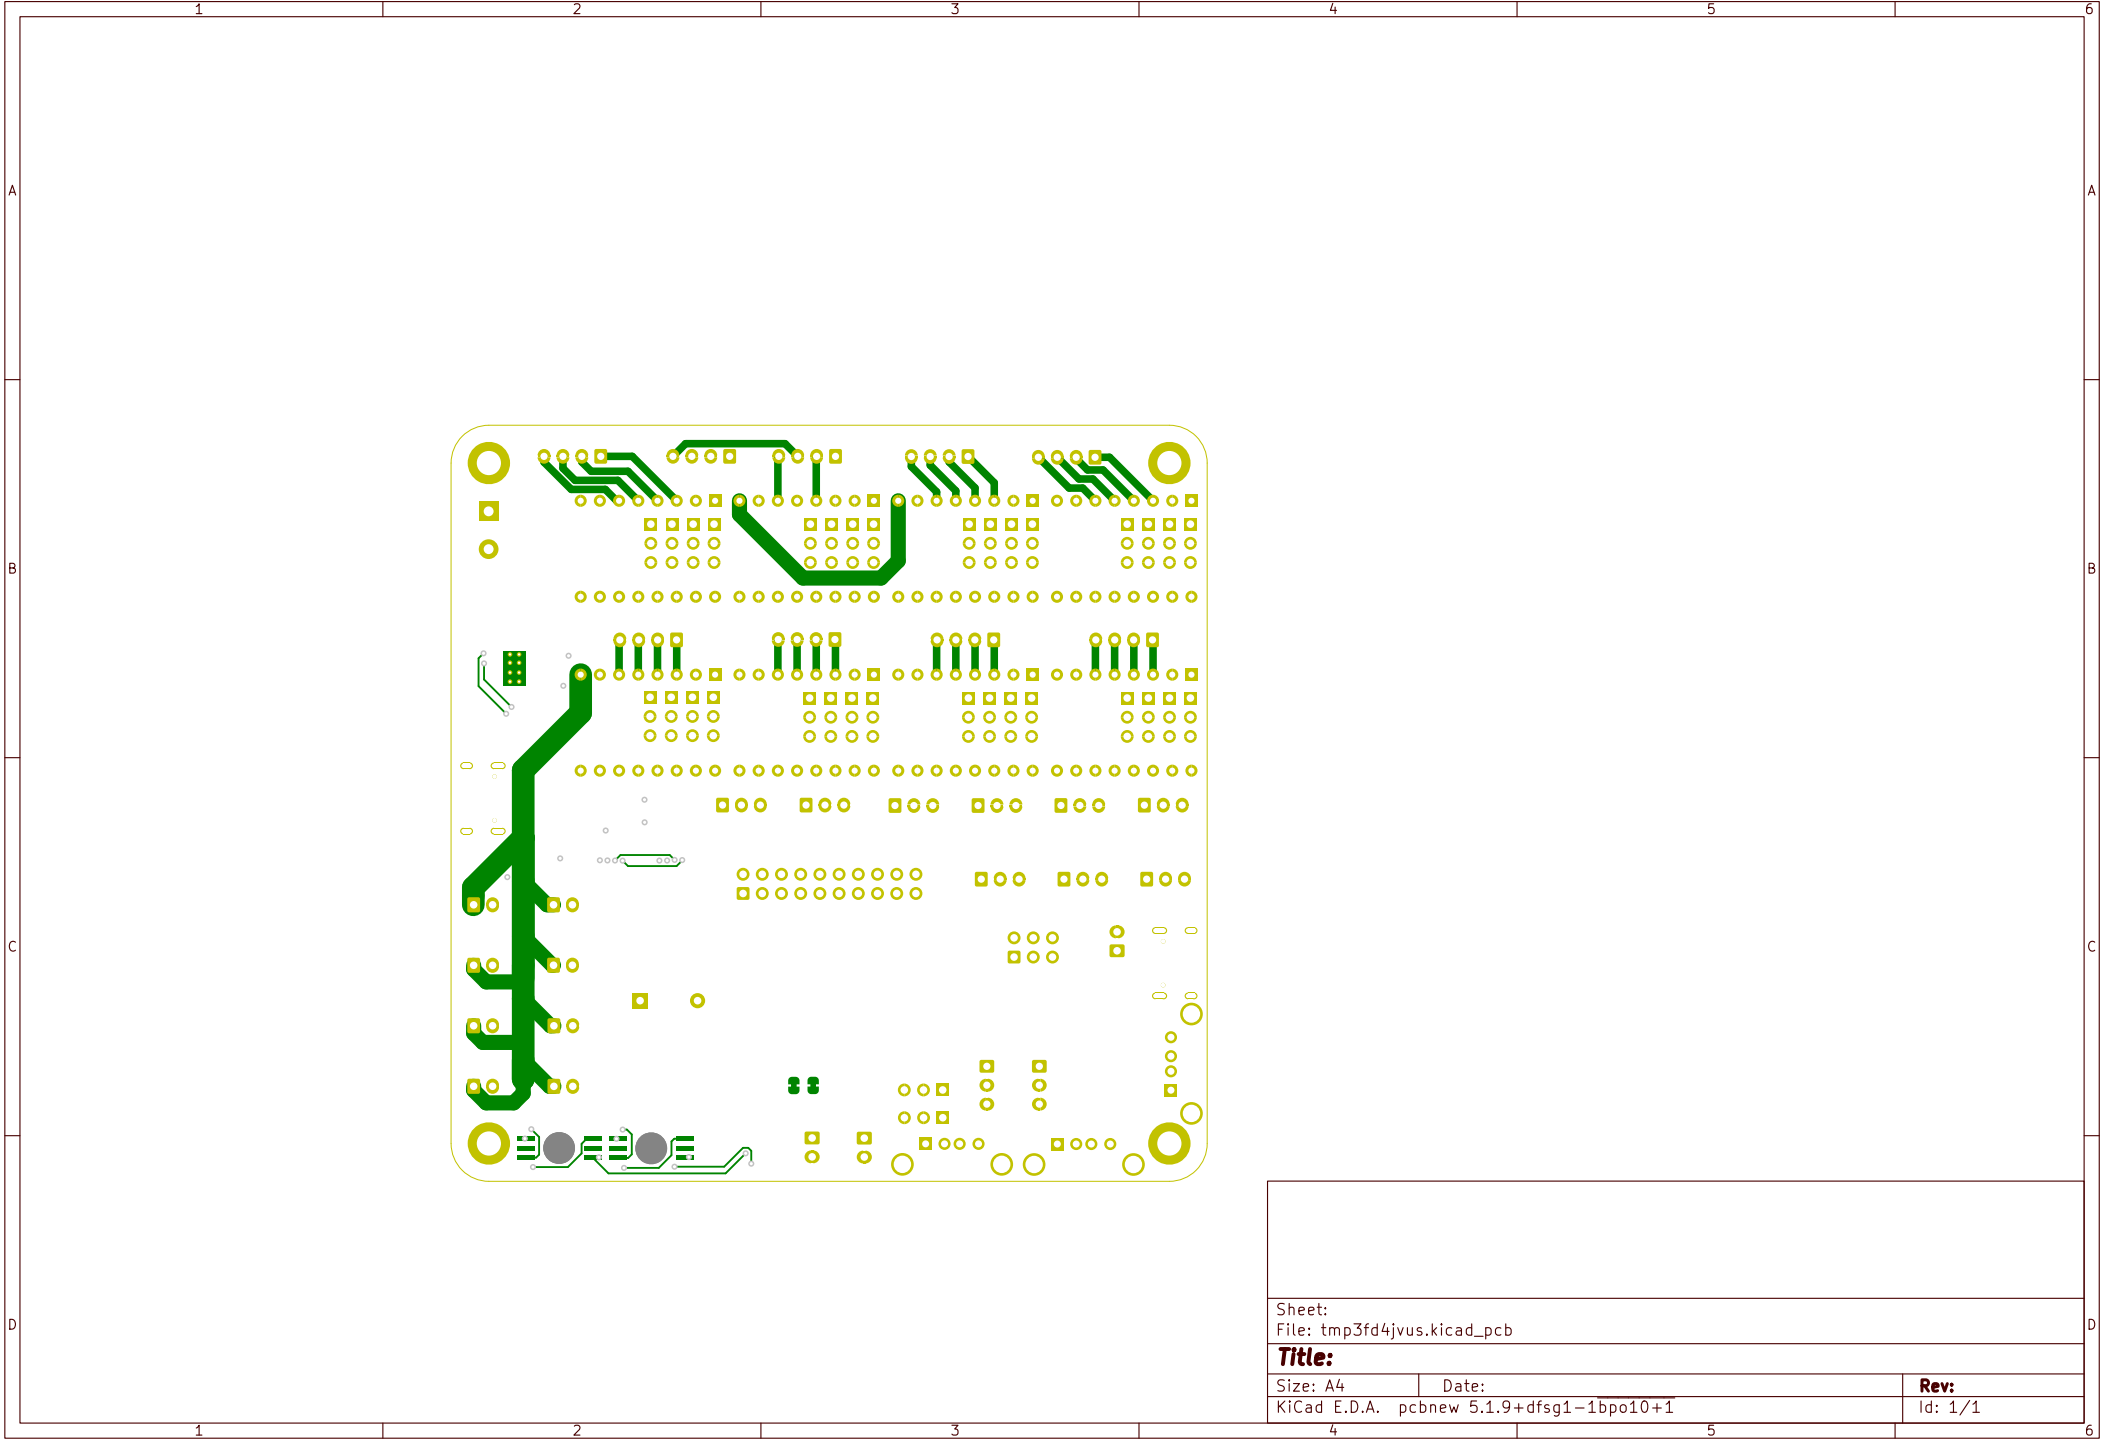 1 2 3 4 5 6
A A
B B
C C
D D
Sheet:
File: tmp3fd4jvus.kicad_pcb
Title:
Size: A4 Date: Rev:
KiCad E.D.A. pcbnew 5.1.9+dfsg1-1bpo10+1 Id: 1/1
1 2 3 4 5 6